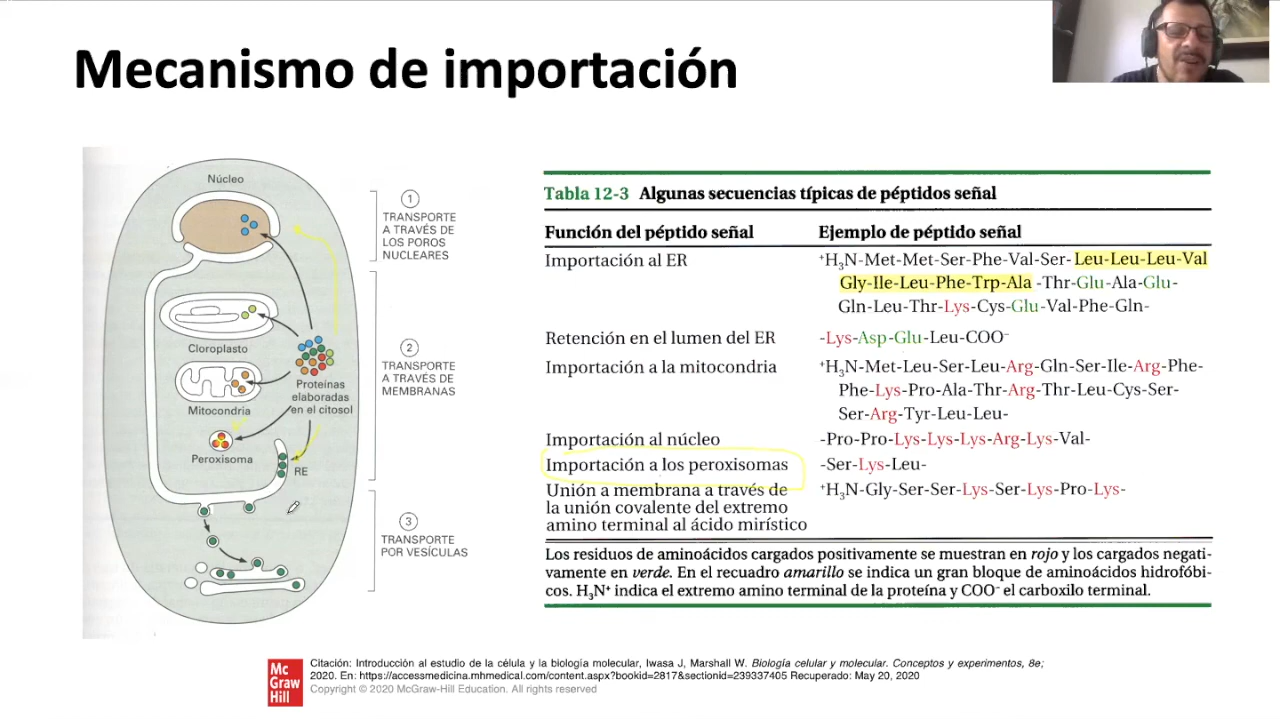 Mecanismo de importación
Núcleo
Cloroplasto
Mitocondria
Peroxisoma
Proteínas
elaboradas
en el citosol
RE
1
TRANSPORTE
A TRAVÉS DE
LOS POROS
NUCLEARES
2
TRANSPORTE
A TRAVÉS DE
MEMBRANAS
3
TRANSPORTE
POR VESÍCULAS
Tabla 12-3 Algunas secuencias típicas de péptidos señal
Función del péptido señal Ejemplo de péptido señal
Importación al ER ⁺H₃N-Met-Met-Ser-Phe-Val-Ser- Leu-Leu-Leu-Val
Gly-Ile-Leu-Phe-Trp-Ala -Thr-Glu-Ala-Glu-
Gln-Leu-Thr-Lys-Cys-Glu-Val-Phe-Gln-
Retención en el lumen del ER -Lys-Asp-Glu-Leu-COO⁻
Importación a la mitocondria ⁺H₃N-Met-Leu-Ser-Leu-Arg-Gln-Ser-Ile-Arg-Phe-
Phe-Lys-Pro-Ala-Thr-Arg-Thr-Leu-Cys-Ser-
Ser-Arg-Tyr-Leu-Leu-
Importación al núcleo -Pro-Pro-Lys-Lys-Lys-Arg-Lys-Val-
Importación a los peroxisomas -Ser-Lys-Leu-
Unión a membrana a través de ⁺H₃N-Gly-Ser-Ser-Lys-Ser-Lys-Pro-Lys-
la unión covalente del extremo
amino terminal al ácido mirístico
Los residuos de aminoácidos cargados positivamente se muestran en rojo y los cargados negati-
vamente en verde. En el recuadro amarillo se indica un gran bloque de aminoácidos hidrofóbi-
cos. H₃N⁺ indica el extremo amino terminal de la proteína y COO⁻ el carboxilo terminal.
Mc
Graw
Hill
Citación: Introducción al estudio de la célula y la biología molecular, Iwasa J, Marshall W. Biología celular y molecular. Conceptos y experimentos, 8e;
2020. En: https://accessmedicina.mhmedical.com/content.aspx?bookid=2817&sectionid=239337405 Recuperado: May 20, 2020
Copyright © 2020 McGraw-Hill Education. All rights reserved